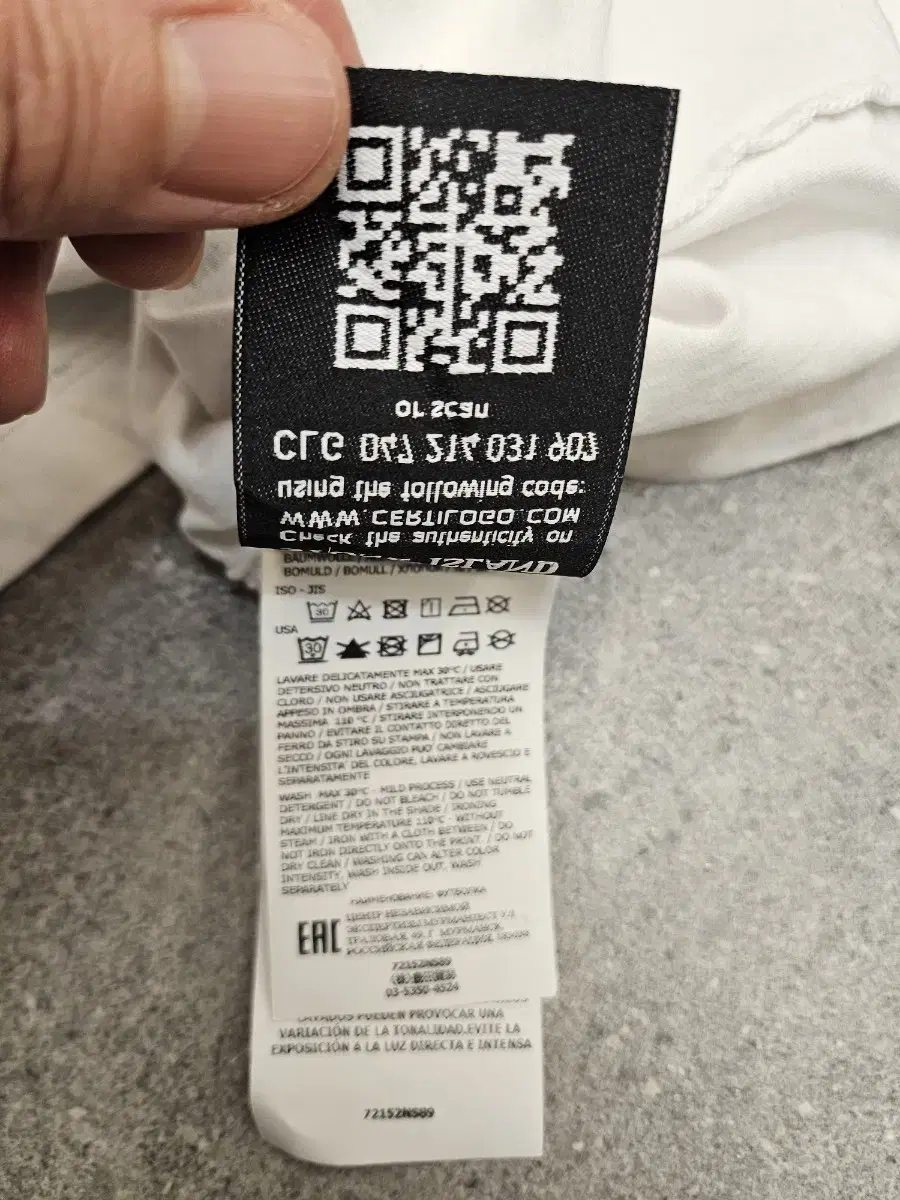 ISLAND
Check the authenticity on
WWW.CERTILOGO.COM
using the following code:
CLG 047 214 031 907
or scan
BOMULD / BOMULL /
ISO - JIS
30
USA
30
LAVARE DELICATAMENTE MAX 30°C / USARE
DETERSIVO NEUTRO / NON TRATTARE CON
CLORO / NON USARE ASCIUGATRICE / ASCIUGARE
APPESO IN OMBRA / STIRARE A TEMPERATURA
MASSIMA 110 °C / STIRARE INTERPONENDO UN
PANNO / EVITARE IL CONTATTO DIRETTO DEL
FERRO DA STIRO SU STAMPA / NON LAVARE A
SECCO / OGNI LAVAGGIO PUO' CAMBIARE
L'INTENSITA' DEL COLORE, LAVARE A ROVESCIO E
SEPARATAMENTE
WASH MAX 30°C - MILD PROCESS / USE NEUTRAL
DETERGENT / DO NOT BLEACH / DO NOT TUMBLE
DRY / LINE DRY IN THE SHADE / IRONING
MAXIMUM TEMPERATURE 110°C - WITHOUT
STEAM / IRON WITH A CLOTH BETWEEN / DO
NOT IRON DIRECTLY ONTO THE PRINT. / DO NOT
DRY CLEAN / WASHING CAN ALTER COLOR
INTENSITY, WASH INSIDE OUT, WASH
SEPARATELY
EAC
72152NS89
03-5350-4524
LAVADOS PUEDEN PROVOCAR UNA
VARIACIÓN DE LA TONALIDAD.EVITE LA
EXPOSICIÓN A LA LUZ DIRECTA E INTENSA
72152NS89